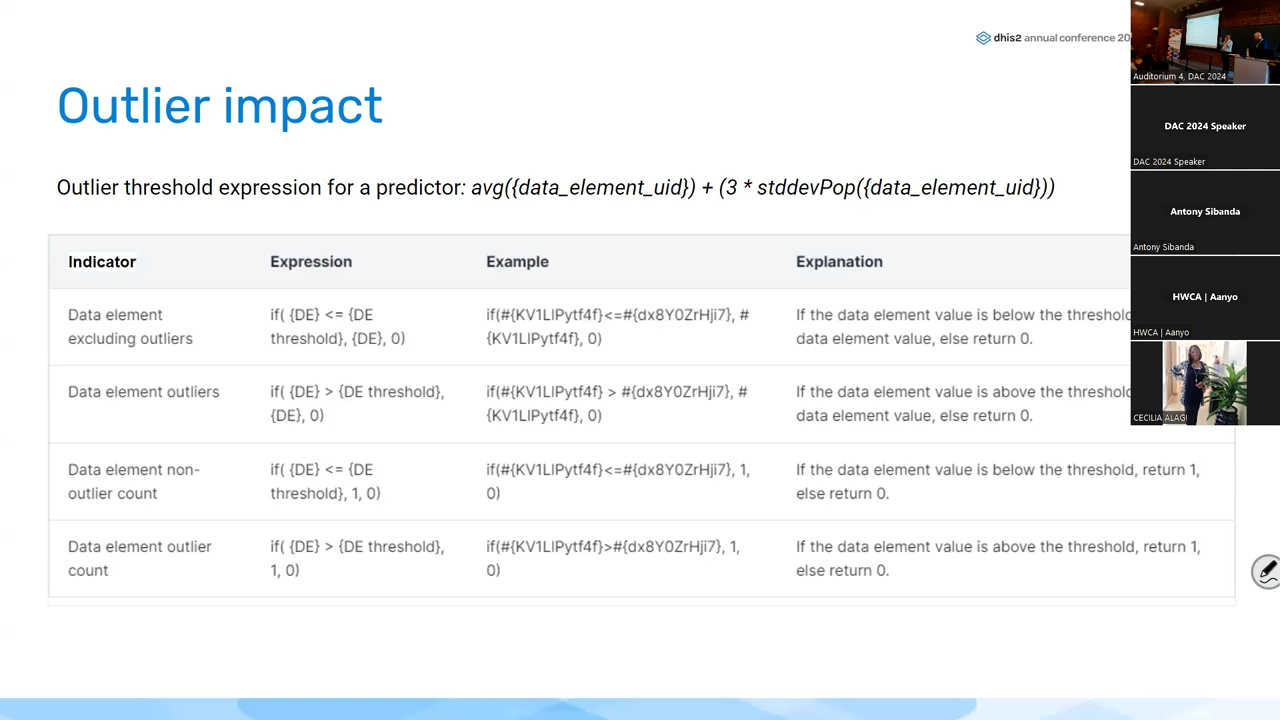 dhis2 annual conference 20
Outlier impact
Outlier threshold expression for a predictor: avg({data_element_uid}) + (3 * stddevPop({data_element_uid}))
Indicator
Expression
Example
Explanation
Data element
excluding outliers
if( {DE} <= {DE
threshold}, {DE}, 0)
if(#{KV1LlPytf4f}<=#{dx8Y0ZrHji7}, #
{KV1LlPytf4f}, 0)
If the data element value is below the threshold
data element value, else return 0.
Data element outliers
if( {DE} > {DE threshold},
{DE}, 0)
if(#{KV1LlPytf4f} > #{dx8Y0ZrHji7}, #
{KV1LlPytf4f}, 0)
If the data element value is above the threshold
data element value, else return 0.
Data element non-
outlier count
if( {DE} <= {DE
threshold}, 1, 0)
if(#{KV1LlPytf4f}<=#{dx8Y0ZrHji7}, 1,
0)
If the data element value is below the threshold, return 1,
else return 0.
Data element outlier
count
if( {DE} > {DE threshold},
1, 0)
if(#{KV1LlPytf4f}>#{dx8Y0ZrHji7}, 1, 1,
0)
If the data element value is above the threshold, return 1,
else return 0.
Auditorium 4, DAC 2024
DAC 2024 Speaker
DAC 2024 Speaker
Antony Sibanda
Antony Sibanda
HWCA | Aanyo
HWCA | Aanyo
CECILIA ALAGI